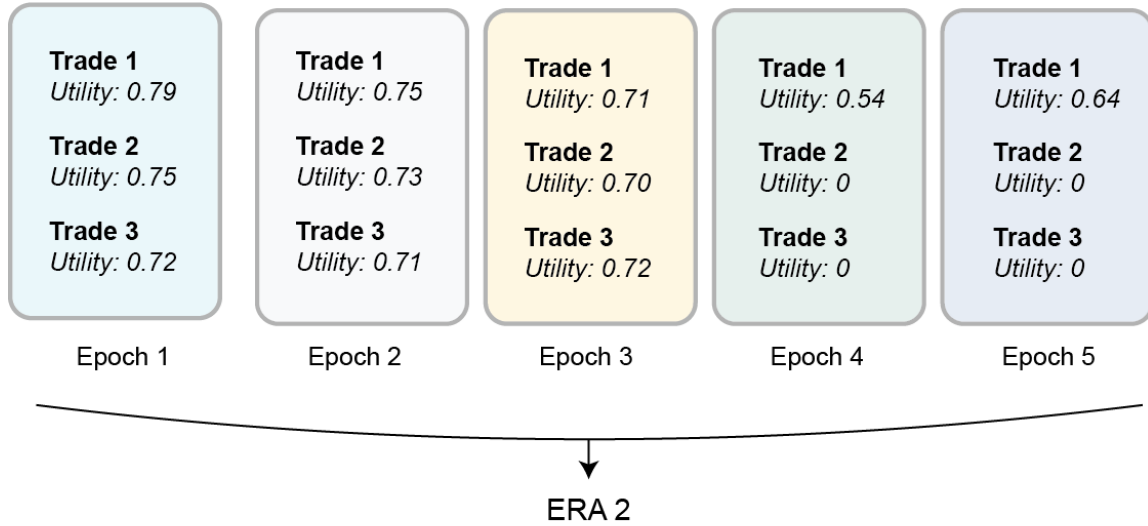 Trade 1
Utility: 0.79
Trade 2
Utility: 0.75
Trade 3
Utility: 0.72
Epoch 1
Trade 1
Utility: 0.75
Trade 2
Utility: 0.73
Trade 3
Utility: 0.71
Epoch 2
Trade 1
Utility: 0.71
Trade 2
Utility: 0.70
Trade 3
Utility: 0.72
Epoch 3
Trade 1
Utility: 0.54
Trade 2
Utility: 0
Trade 3
Utility: 0
Epoch 4
Trade 1
Utility: 0.64
Trade 2
Utility: 0
Trade 3
Utility: 0
Epoch 5
ERA 2